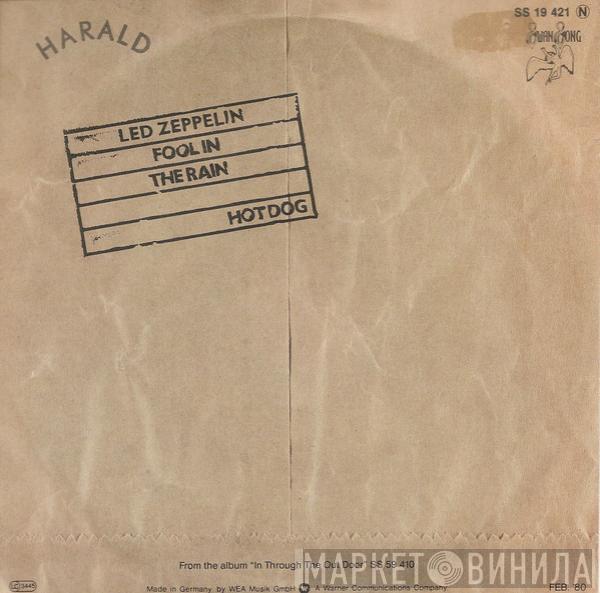 HARALD
SS 19 421 N
SWAN SONG
LED ZEPPELIN
FOOL IN
THE RAIN
HOT DOG
From the album "In Through The Out Door" SS 59 410
МАРКЕТ ВИНИЛА
LC 3445
Made in Germany by WEA Musik GmbH W A Warner Communications Company
FEB. '80